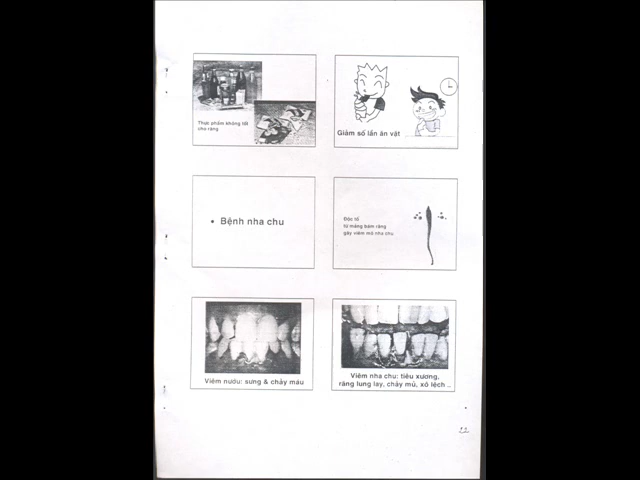 Thực phẩm không tốt
cho răng
Giảm số lần ăn vặt
• Bệnh nha chu
Độc tố
từ mảng bám răng
gây viêm mô nha chu
Viêm nướu: sưng & chảy máu
Viêm nha chu: tiêu xương,
răng lung lay, chảy mủ, xô lệch ..